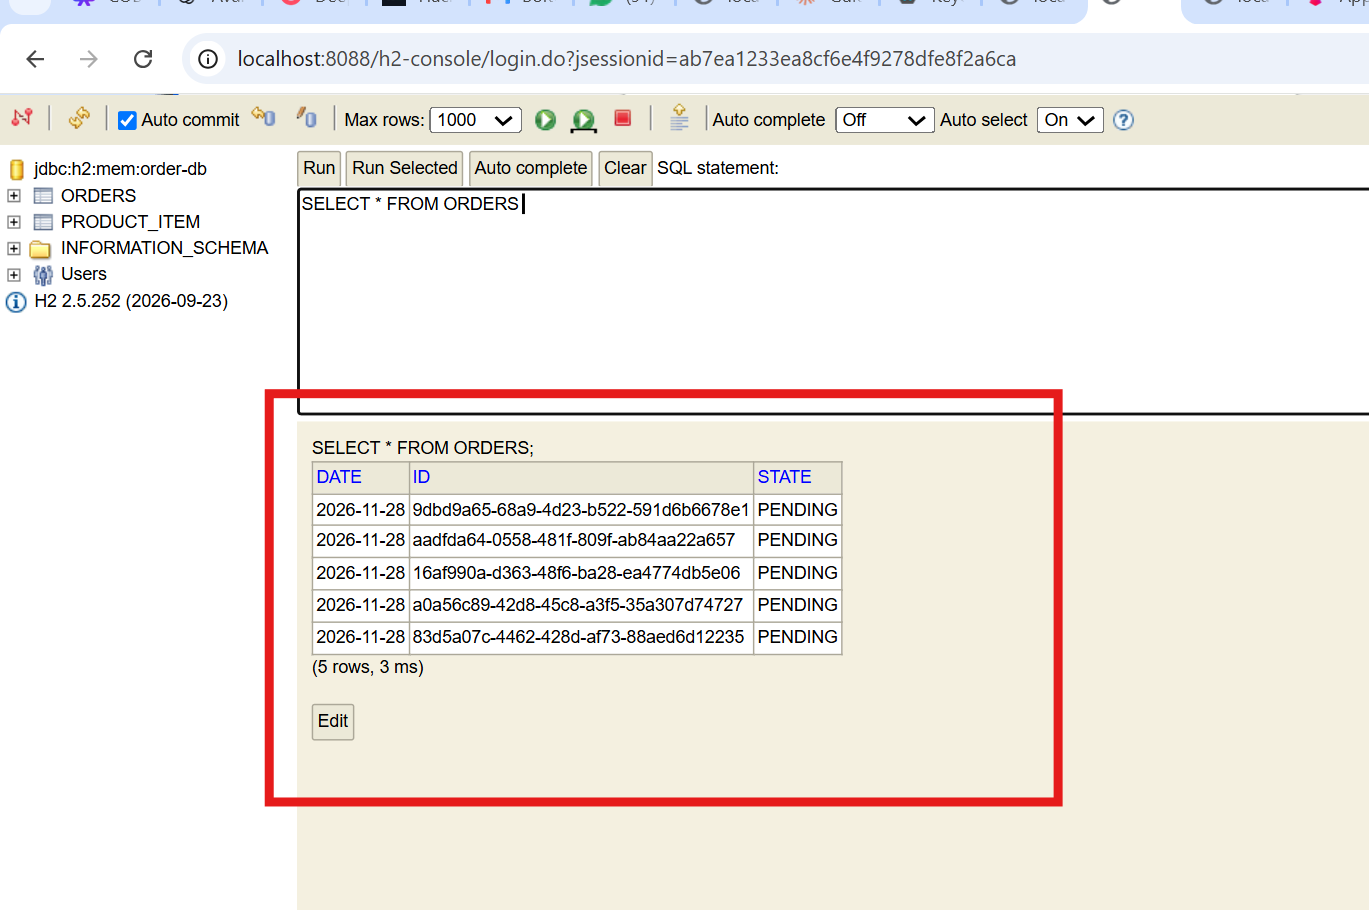 localhost:8088/h2-console/login.do?jsessionid=ab7ea1233ea8cf6e4f9278dfe8f2a6ca
Auto commit Max rows: 1000 Auto complete Off Auto select On
jdbc:h2:mem:order-db
ORDERS
PRODUCT_ITEM
INFORMATION_SCHEMA
Users
H2 2.5.252 (2026-09-23)
Run Run Selected Auto complete Clear SQL statement:
SELECT * FROM ORDERS
SELECT * FROM ORDERS;
DATE ID STATE
2026-11-28 9dbd9a65-68a9-4d23-b522-591d6b6678e1 PENDING
2026-11-28 aadfda64-0558-481f-809f-ab84aa22a657 PENDING
2026-11-28 16af990a-d363-48f6-ba28-ea4774db5e06 PENDING
2026-11-28 a0a56c89-42d8-45c8-a3f5-35a307d74727 PENDING
2026-11-28 83d5a07c-4462-428d-af73-88aed6d12235 PENDING
(5 rows, 3 ms)
Edit